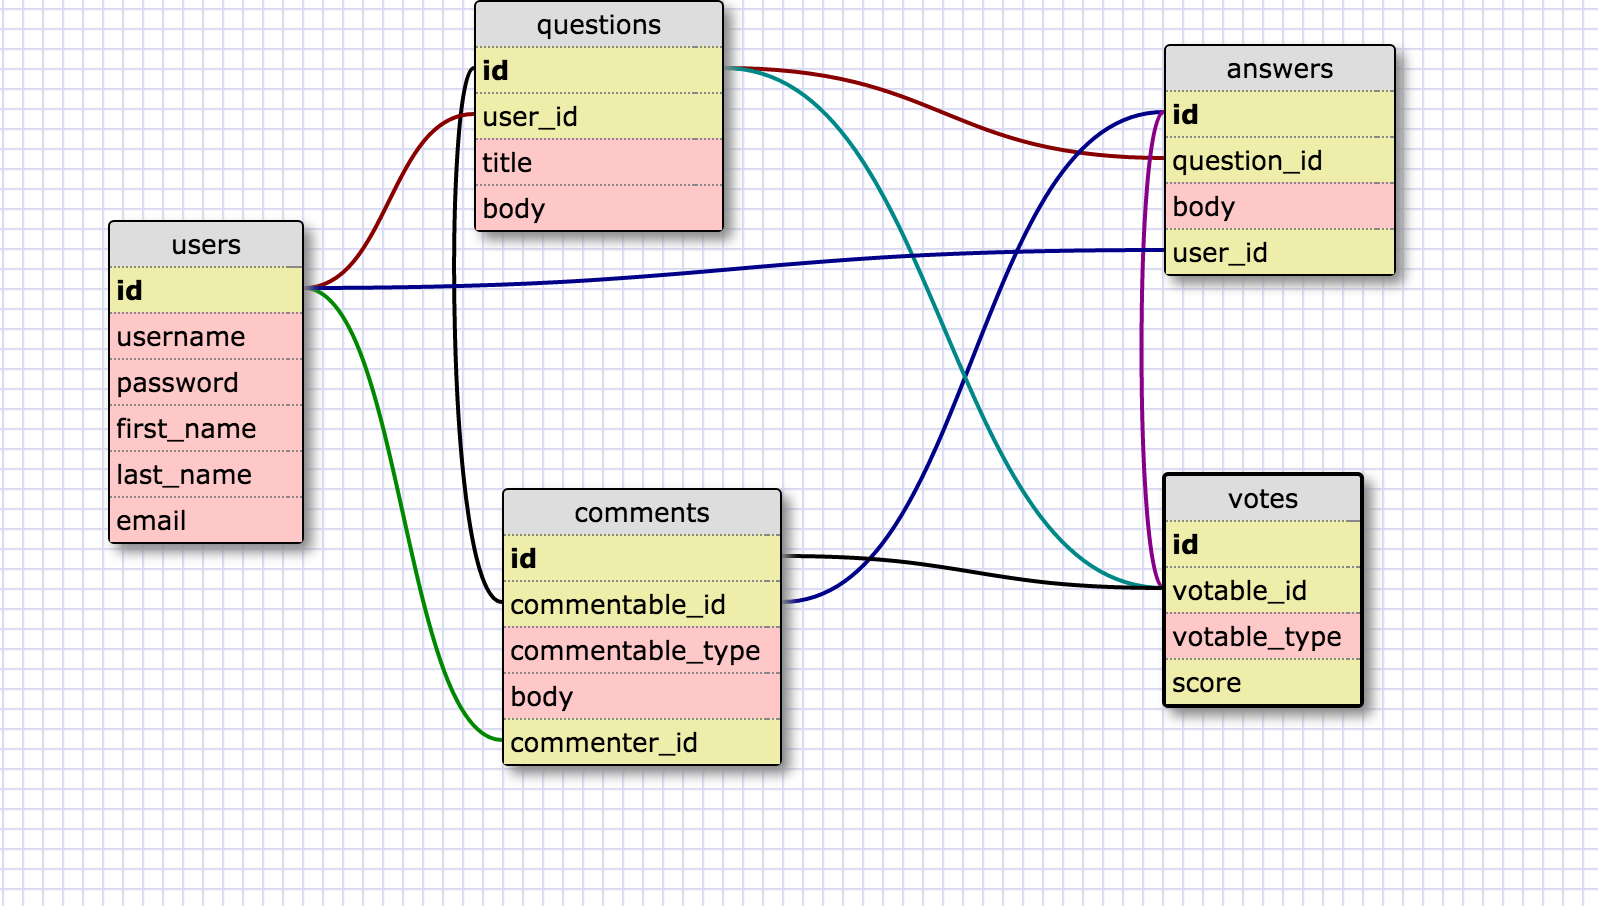 questions
id
user_id
title
body
answers
id
question_id
body
user_id
users
id
username
password
first_name
last_name
email
comments
id
commentable_id
commentable_type
body
commenter_id
votes
id
votable_id
votable_type
score